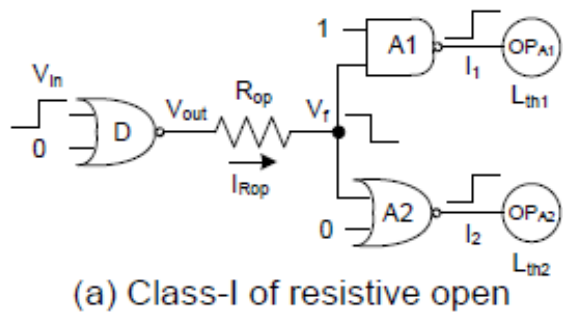 1
A1
OPA1
I1
Lth1
VIn
Vout
Rop
Vf
D
0
IRop
A2
OPA2
0
I2
Lth2
(a) Class-I of resistive open